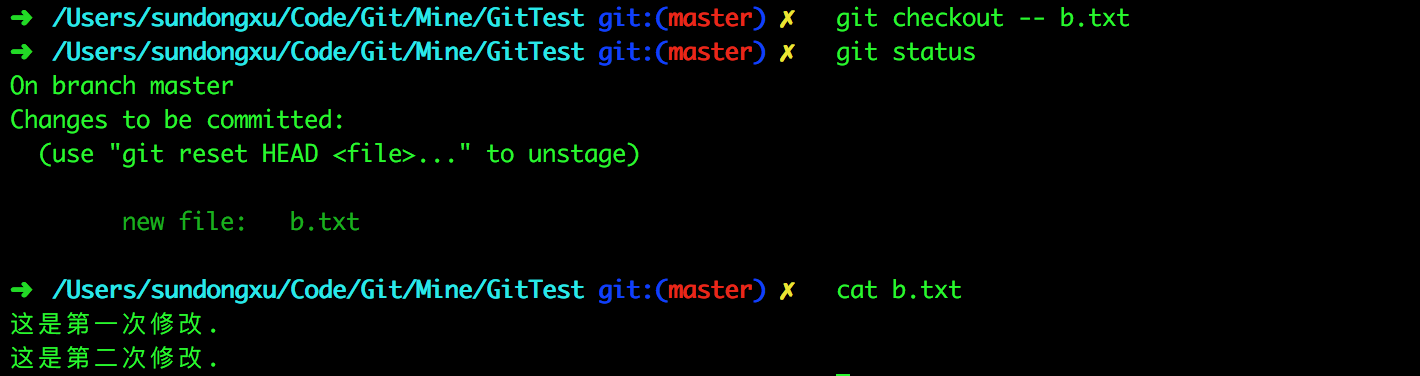 ➜ /Users/sundongxu/Code/Git/Mine/GitTest git:(master) ✗ git checkout -- b.txt
➜ /Users/sundongxu/Code/Git/Mine/GitTest git:(master) ✗ git status
On branch master
Changes to be committed:
(use "git reset HEAD <file>..." to unstage)
new file: b.txt
➜ /Users/sundongxu/Code/Git/Mine/GitTest git:(master) ✗ cat b.txt
这是第一次修改.
这是第二次修改.